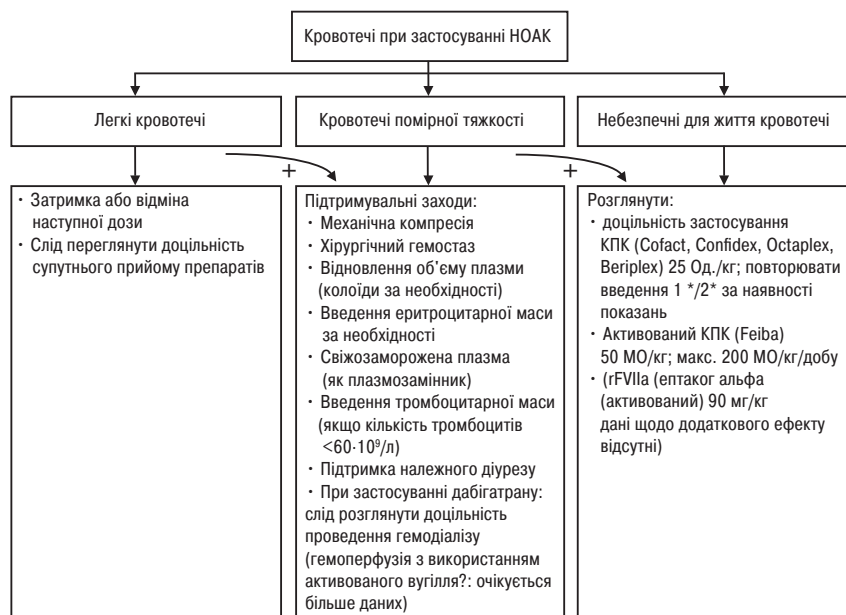 Кровотечі при застосуванні НОАК
Легкі кровотечі
Кровотечі помірної тяжкості
Небезпечні для життя кровотечі
+
+
· Затримка або відміна
наступної дози
· Слід переглянути доцільність
супутнього прийому препаратів
Підтримувальні заходи:
· Механічна компресія
· Хірургічний гемостаз
· Відновлення об'єму плазми
(колоїди за необхідності)
· Введення еритроцитарної маси
за необхідності
· Свіжозаморожена плазма
(як плазмозамінник)
· Введення тромбоцитарної маси
(якщо кількість тромбоцитів
<60·10⁹/л)
· Підтримка належного діурезу
· При застосуванні дабігатрану:
слід розглянути доцільність
проведення гемодіалізу
(гемоперфузія з використанням
активованого вугілля?: очікується
більше даних)
Розглянути:
· доцільність застосування
КПК (Cofact, Confidex, Octaplex,
Beriplex) 25 Од./кг; повторювати
введення 1 */2* за наявності
показань
· Активований КПК (Feiba)
50 МО/кг; макс. 200 МО/кг/добу
· (rFVIIa (ептаког альфа
(активований) 90 мг/кг
дані щодо додаткового ефекту
відсутні)